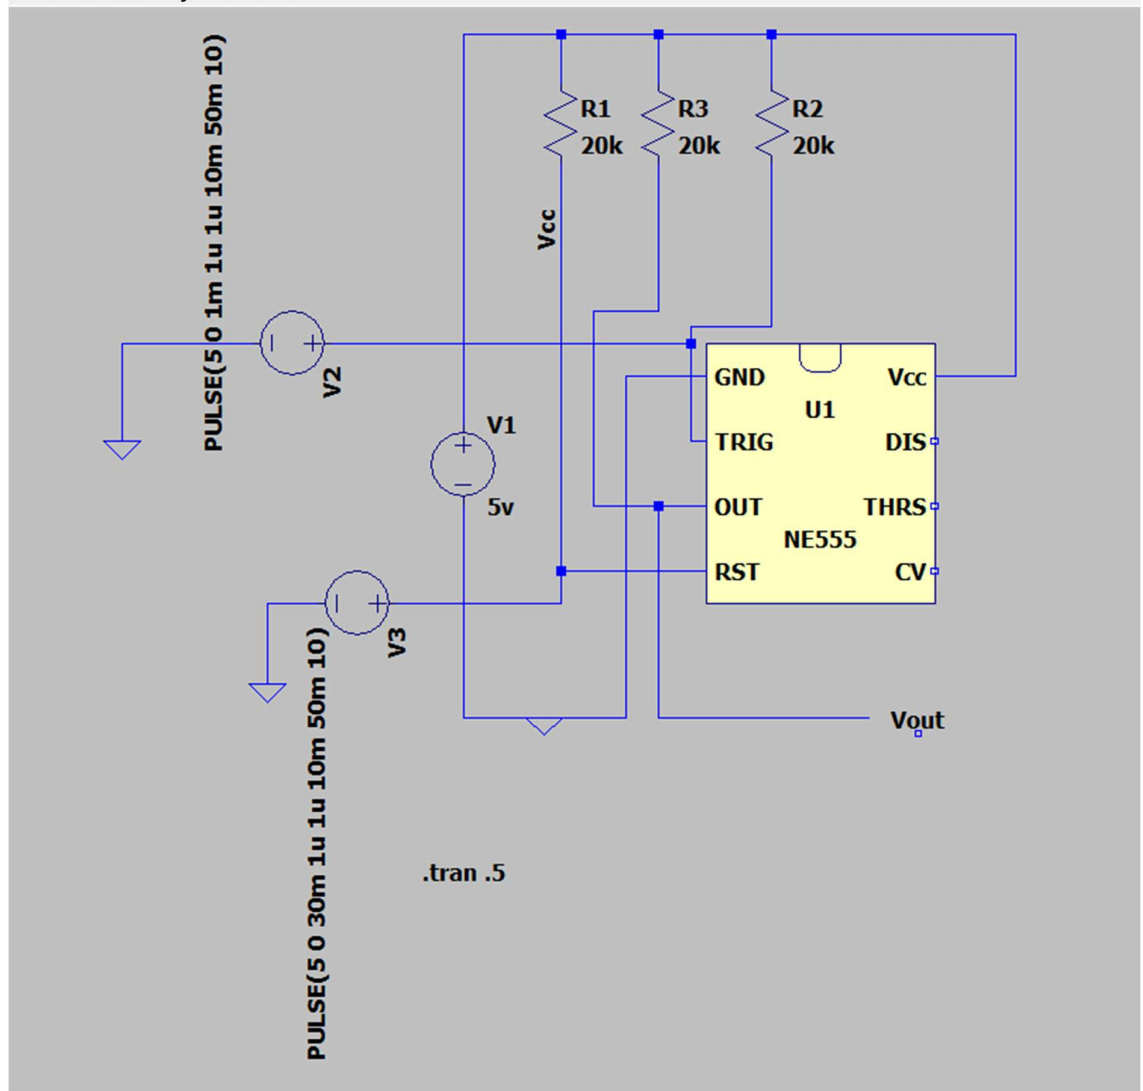 PULSE(5 0 1m 1u 1u 10m 50m 10)
R1
20k
R3
20k
R2
20k
Vcc
V2
V1
5v
GND
TRIG
OUT
RST
U1
NE555
Vcc
DIS
THRS
CV
V3
PULSE(5 0 30m 1u 1u 10m 50m 10)
Vout
.tran .5